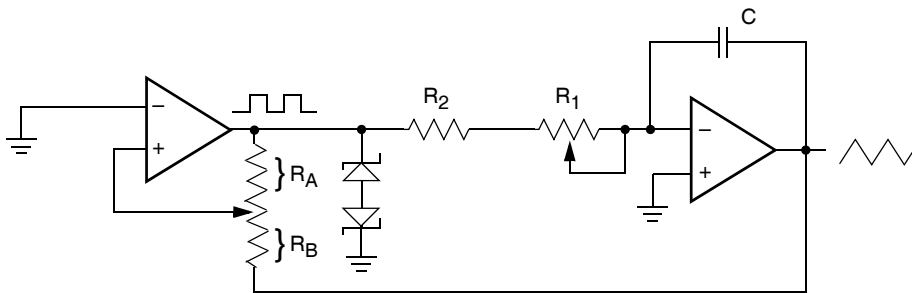 C
R2
R1
–
+
} RA
} RB
–
+